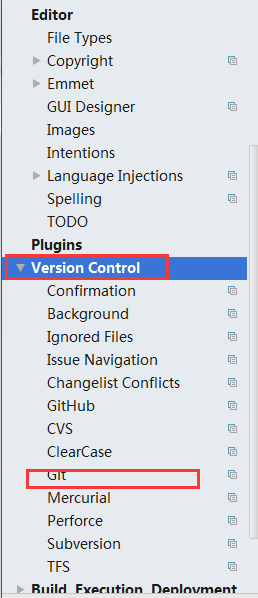 Editor
File Types
Copyright
Emmet
GUI Designer
Images
Intentions
Language Injections
Spelling
TODO
Plugins
Version Control
Confirmation
Background
Ignored Files
Issue Navigation
Changelist Conflicts
GitHub
CVS
ClearCase
Git
Mercurial
Perforce
Subversion
TFS
Build, Execution, Deployment